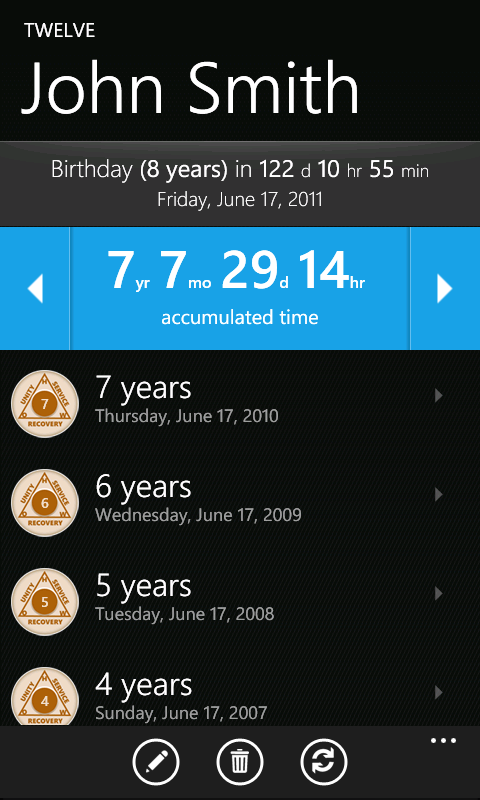 TWELVE
John Smith
Birthday (8 years) in 122 d 10 hr 55 min
Friday, June 17, 2011
7 yr 7 mo 29 d 14 hr
accumulated time
7 years
Thursday, June 17, 2010
UNITY H SERVICE
7
O W
RECOVERY
6 years
Wednesday, June 17, 2009
UNITY H SERVICE
6
O W
RECOVERY
5 years
Tuesday, June 17, 2008
UNITY H SERVICE
5
O W
RECOVERY
4 years
Sunday, June 17, 2007
UNITY H SERVICE
4
O W
RECOVERY